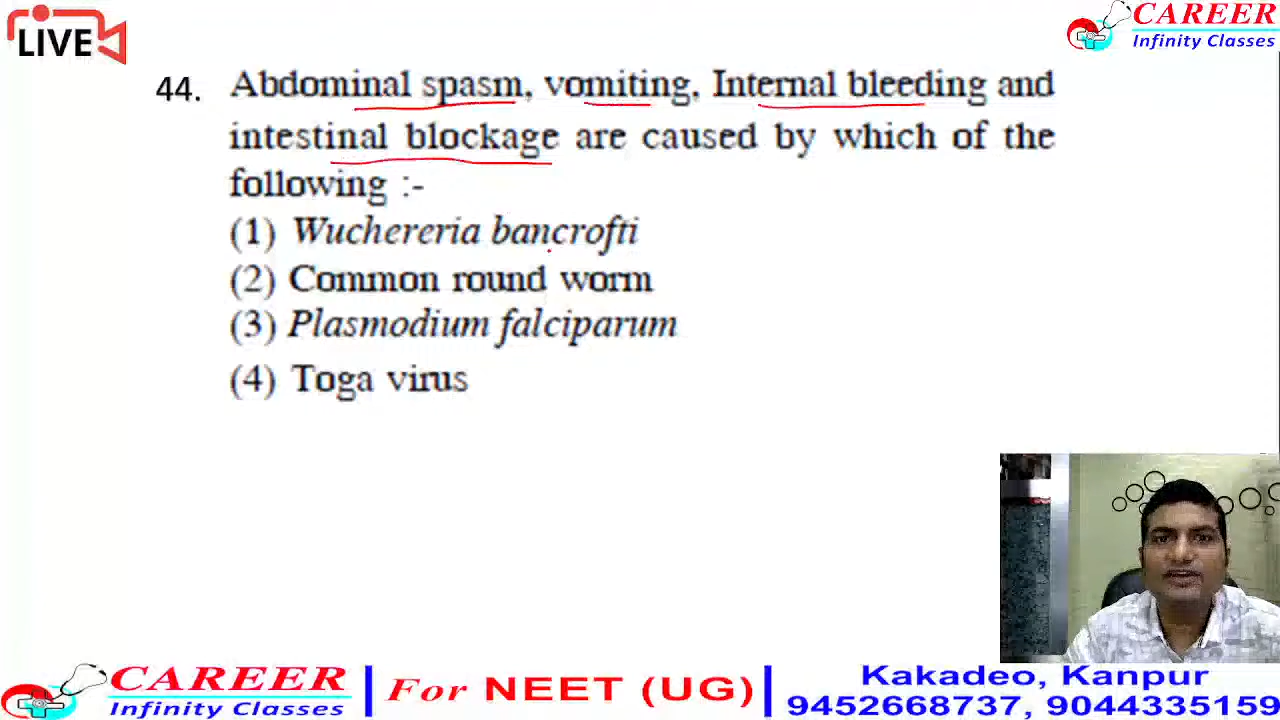 LIVE
CAREER
Infinity Classes
44. Abdominal spasm, vomiting, Internal bleeding and
intestinal blockage are caused by which of the
following :-
(1) Wuchereria bancrofti
(2) Common round worm
(3) Plasmodium falciparum
(4) Toga virus
CAREER
Infinity Classes
For NEET (UG)
Kakadeo, Kanpur
9452668737, 9044335159